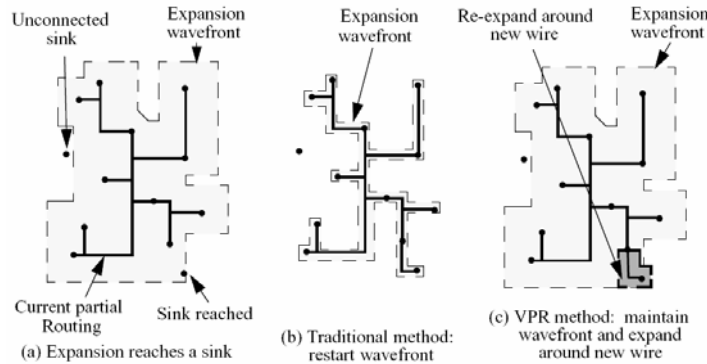 Unconnected
sink
Expansion
wavefront
Current partial
Routing
Sink reached
(a) Expansion reaches a sink
Expansion
wavefront
(b) Traditional method:
restart wavefront
Re-expand around
new wire
Expansion
wavefront
(c) VPR method: maintain
wavefront and expand
around new wire